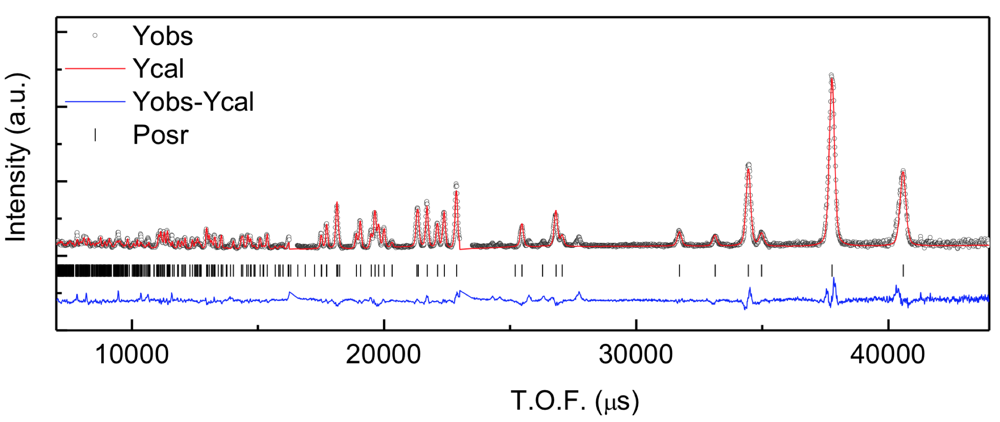 Yobs
Ycal
Yobs-Ycal
Posr
Intensity (a.u.)
10000
20000
30000
40000
T.O.F. (μs)